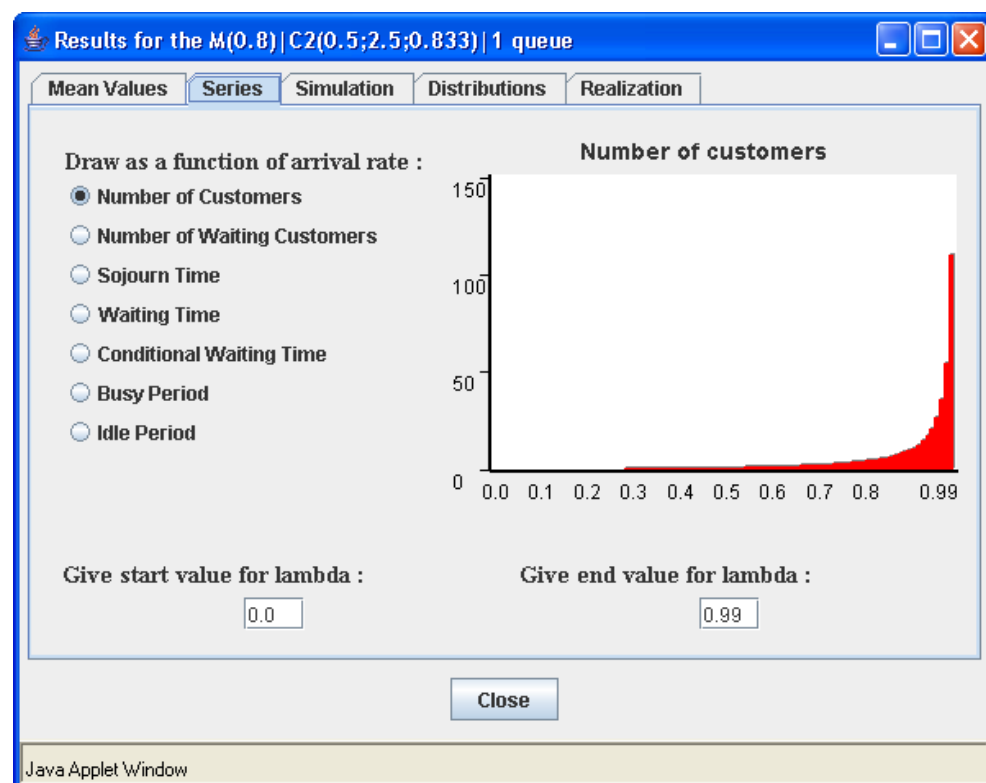 Results for the M(0.8)|C2(0.5;2.5;0.833)|1 queue
Mean Values
Series
Simulation
Distributions
Realization
Draw as a function of arrival rate :
Number of Customers
Number of Waiting Customers
Sojourn Time
Waiting Time
Conditional Waiting Time
Busy Period
Idle Period
Number of customers
150
100
50
0
0.0 0.1 0.2 0.3 0.4 0.5 0.6 0.7 0.8 0.99
Give start value for lambda :
0.0
Give end value for lambda :
0.99
Close
Java Applet Window